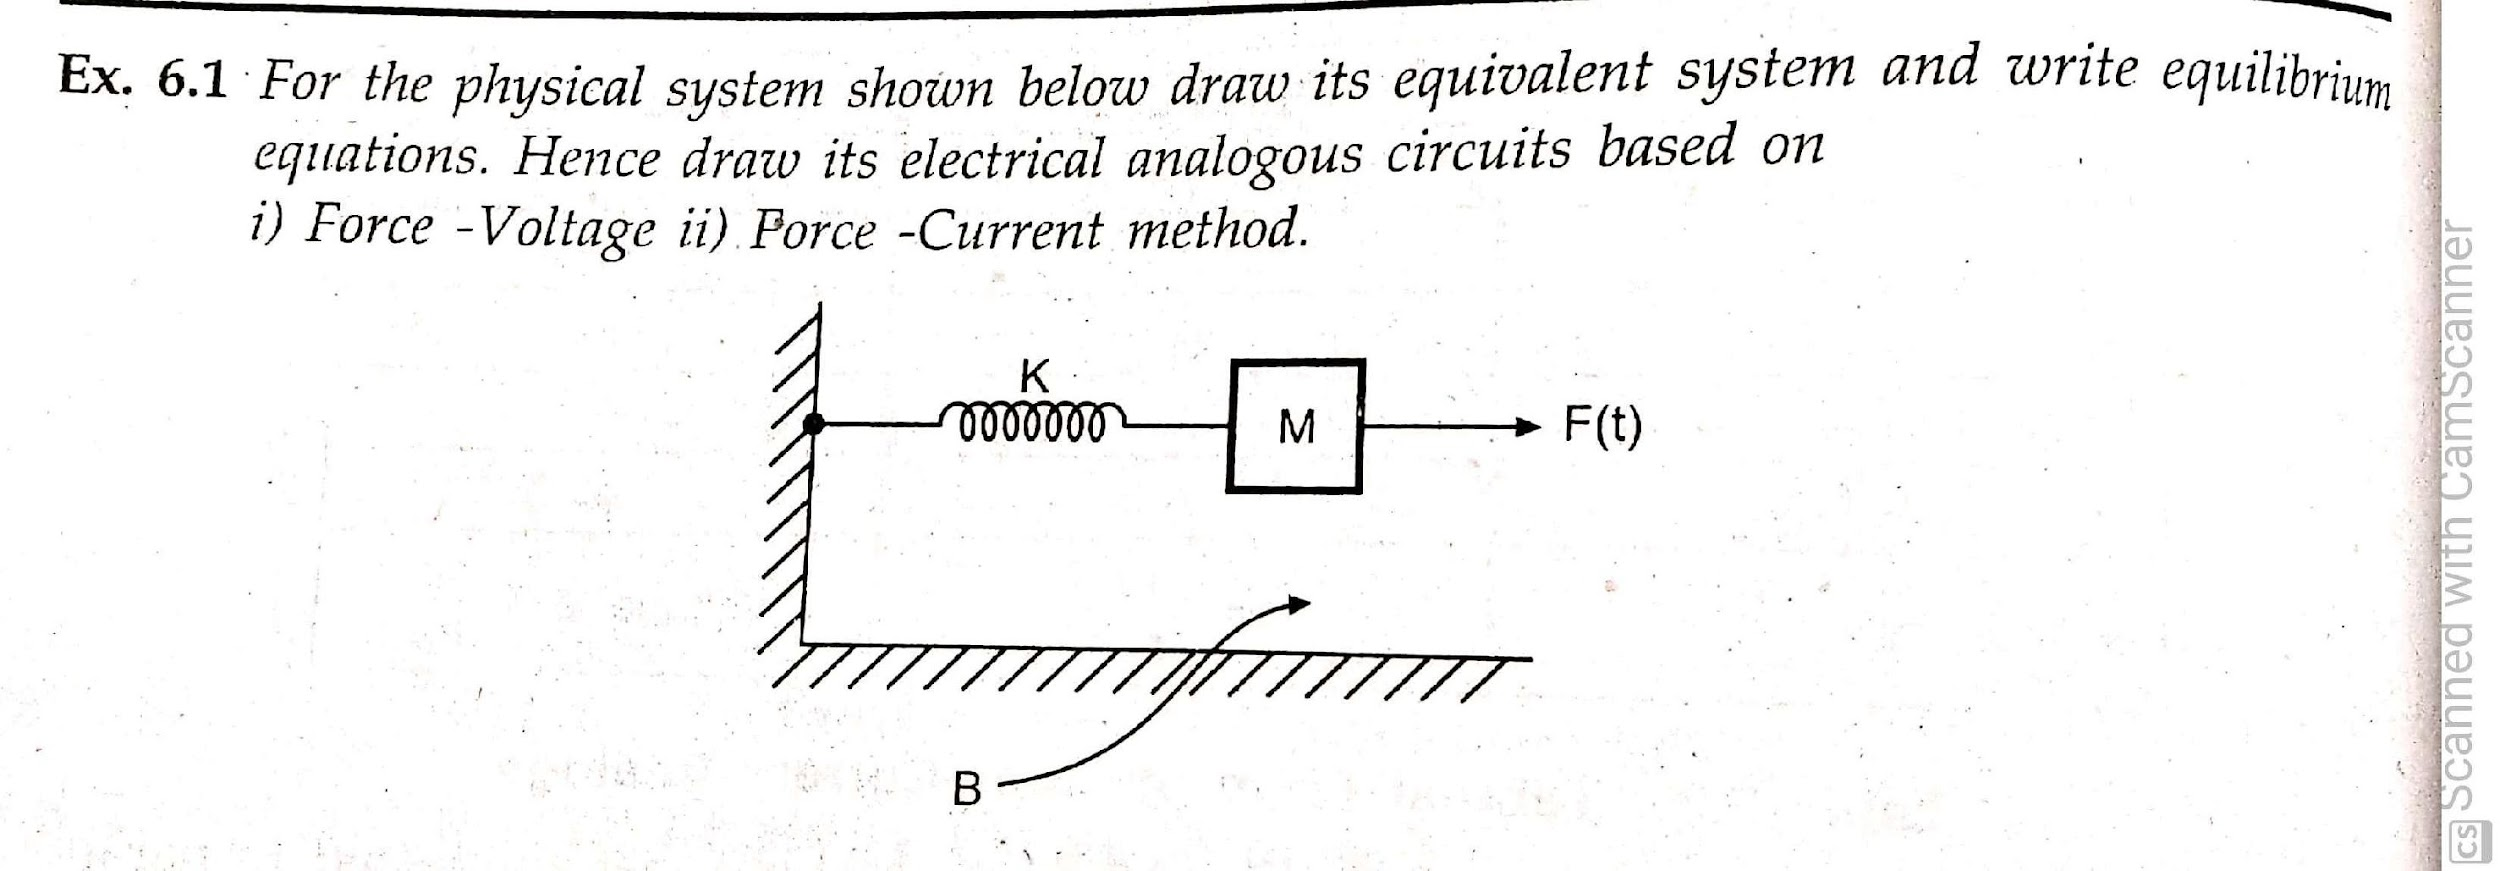 Ex. 6.1 For the physical system shown below draw its equivalent system and write equilibrium
equations. Hence draw its electrical analogous circuits based on
i) Force -Voltage ii) Force -Current method.
K
M
F(t)
B
CS Scanned with CamScanner